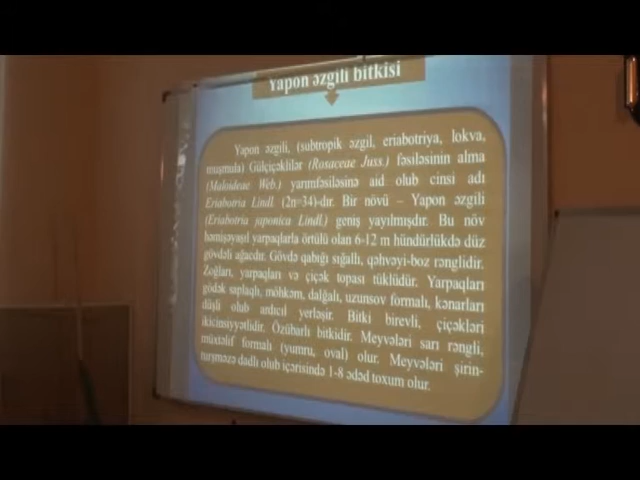 Yapon əzgili bitkisi
Yapon əzgili, (subtropik əzgil, eriabotriya, lokva,
muşmula) Gülçiçəklilər (Rosaceae Juss.) fəsiləsinin alma
(Maloideae Web.) yarımfəsiləsinə aid olub cinsi adı
Eriabotria Lindl. (2n=34)-dır. Bir növü – Yapon əzgili
(Eriabotria japonica Lindl.) geniş yayılmışdır. Bu növ
həmişəyaşıl yarpaqlarla örtülü olan 6-12 m hündürlükdə düz
gövdəli ağacdır. Gövdə qabığı sığallı, qəhvəyi-boz rənglidir.
Zoğları, yarpaqları və çiçək topası tüklüdür. Yarpaqları
gödək saplaqlı, möhkəm, dalğalı, uzunsov formalı, kənarları
dişli olub ardıcıl yerləşir. Bitki birevli, çiçəkləri
ikicinsiyyətlidir. Özübarlı bitkidir. Meyvələri sarı rəngli,
müxtəlif formalı (yumru, oval) olur. Meyvələri şirin-
turşməzə dadlı olub içərisində 1-8 ədəd toxum olur.